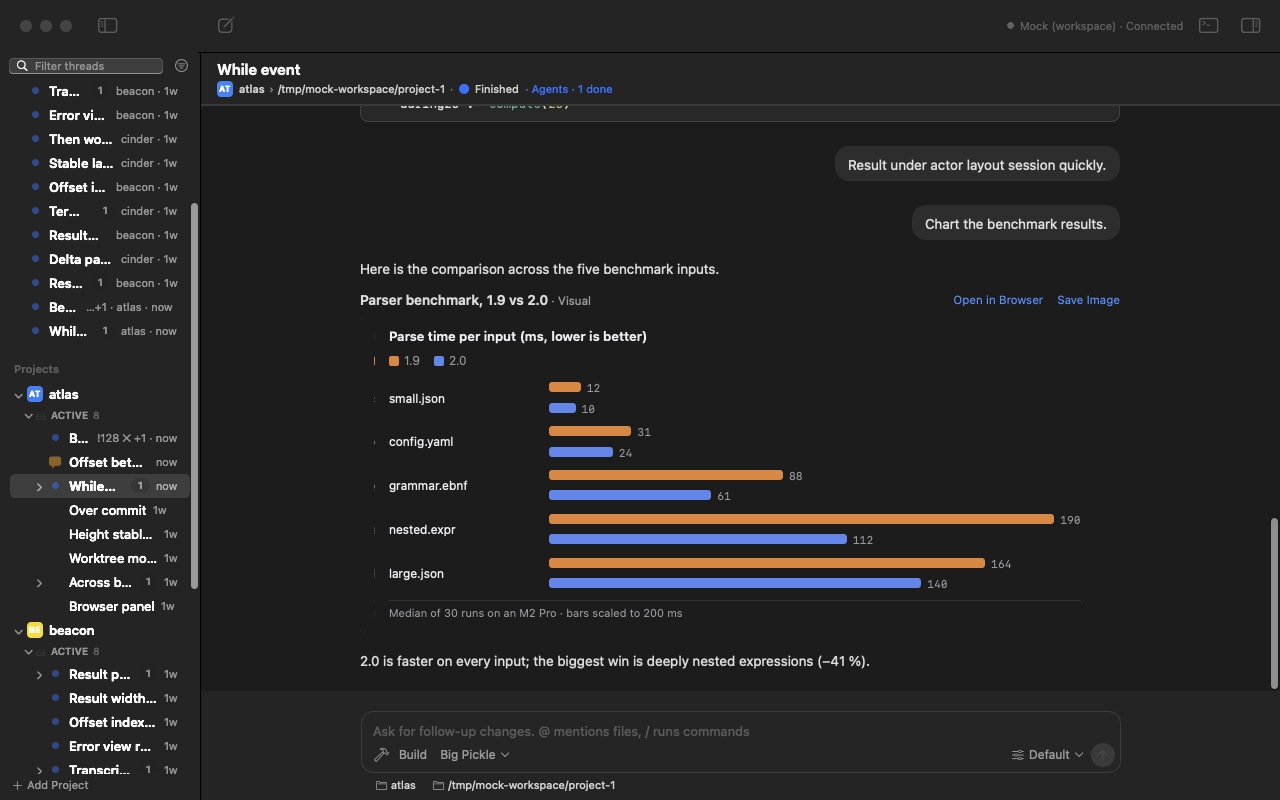 Mock (workspace) · Connected
Filter threads
Tra... 1 beacon · 1w
Error vi... beacon · 1w
Then wo... cinder · 1w
Stable la... cinder · 1w
Offset i... beacon · 1w
Ter... 1 cinder · 1w
Result... beacon · 1w
Delta pa... cinder · 1w
Res... 1 beacon · 1w
Be... ...+1 · atlas · now
Whil... 1 atlas · now
Projects
AT atlas
ACTIVE 8
B... !128 ✕ +1 · now
Offset bet... now
While... 1 now
Over commit 1w
Height stabl... 1w
Worktree mo... 1w
Across b... 1 1w
Browser panel 1w
BE beacon
ACTIVE 8
Result p... 1 1w
Result width... 1w
Offset index... 1w
Error view r... 1w
Transcri... 1 1w
+ Add Project
While event
AT atlas › /tmp/mock-workspace/project-1 · Finished · Agents · 1 done
Result under actor layout session quickly.
Chart the benchmark results.
Here is the comparison across the five benchmark inputs.
Parser benchmark, 1.9 vs 2.0 · Visual
Open in Browser Save Image
Parse time per input (ms, lower is better)
1.9 2.0
small.json 12
10
config.yaml 31
24
grammar.ebnf 88
61
nested.expr 190
112
large.json 164
140
Median of 30 runs on an M2 Pro · bars scaled to 200 ms
2.0 is faster on every input; the biggest win is deeply nested expressions (−41 %).
Ask for follow-up changes. @ mentions files, / runs commands
Build Big Pickle Default
atlas /tmp/mock-workspace/project-1